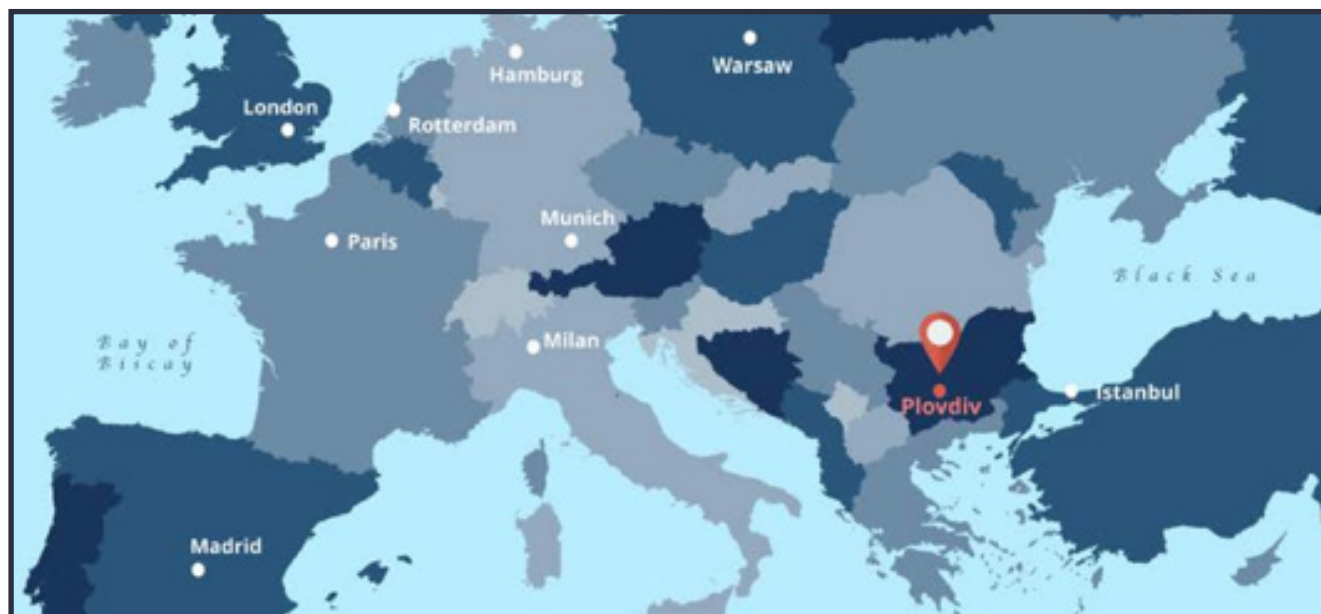 Warsaw
Hamburg
London
Rotterdam
Munich
Paris
Black Sea
Bay of
Biscay
Milan
Istanbul
Plovdiv
Madrid